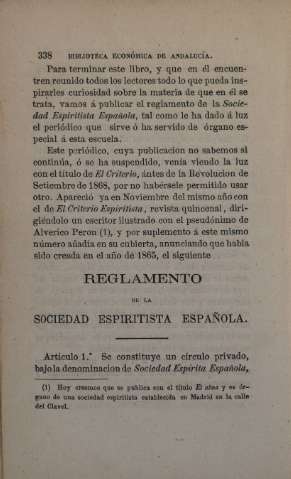 338 BIBLIOTECA ECONÓMICA DE ANDALUCÍA.
Para terminar este libro, y que en él encuen-
tren reunido todos los lectores todo lo que pueda ins-
pirarles curiosidad sobre la materia de que en él se
trata, vamos á publicar el reglamento de la Socie-
dad Espiritista Española, tal como le ha dado á luz
el periódico que sirve ó ha servido de órgano espe-
cial á esta escuela.
Este periódico, cuya publicacion no sabemos si
continúa, ó se ha suspendido, venía viendo la luz
con el título de El Criterio, ántes de la Revolucion de
Setiembre de 1868, por no habérsele permitido usar
otro. Apareció ya en Noviembre del mismo año con
el de El Criterio Espiritista, revista quincenal, diri-
giéndolo un escritor ilustrado con el pseudónimo de
Alverico Peron (1), y por suplemento á este mismo
número añadia en su cubierta, anunciando que habia
sido creada en el año de 1865, el siguiente
REGLAMENTO
DE LA
SOCIEDAD ESPIRITISTA ESPAÑOLA.
Artículo 1.° Se constituye un círculo privado,
bajo la denominacion de Sociedad Espírita Española,
(1) Hoy creemos que se publica con el título El alma y es ór-
gano de una sociedad espiritista establecida en Madrid en la calle
del Clavel.